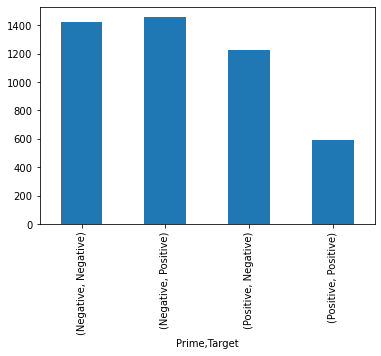 1400
1200
1000
800
600
400
200
0
(Negative, Negative)
(Negative, Positive)
(Positive, Negative)
(Positive, Positive)
Prime,Target